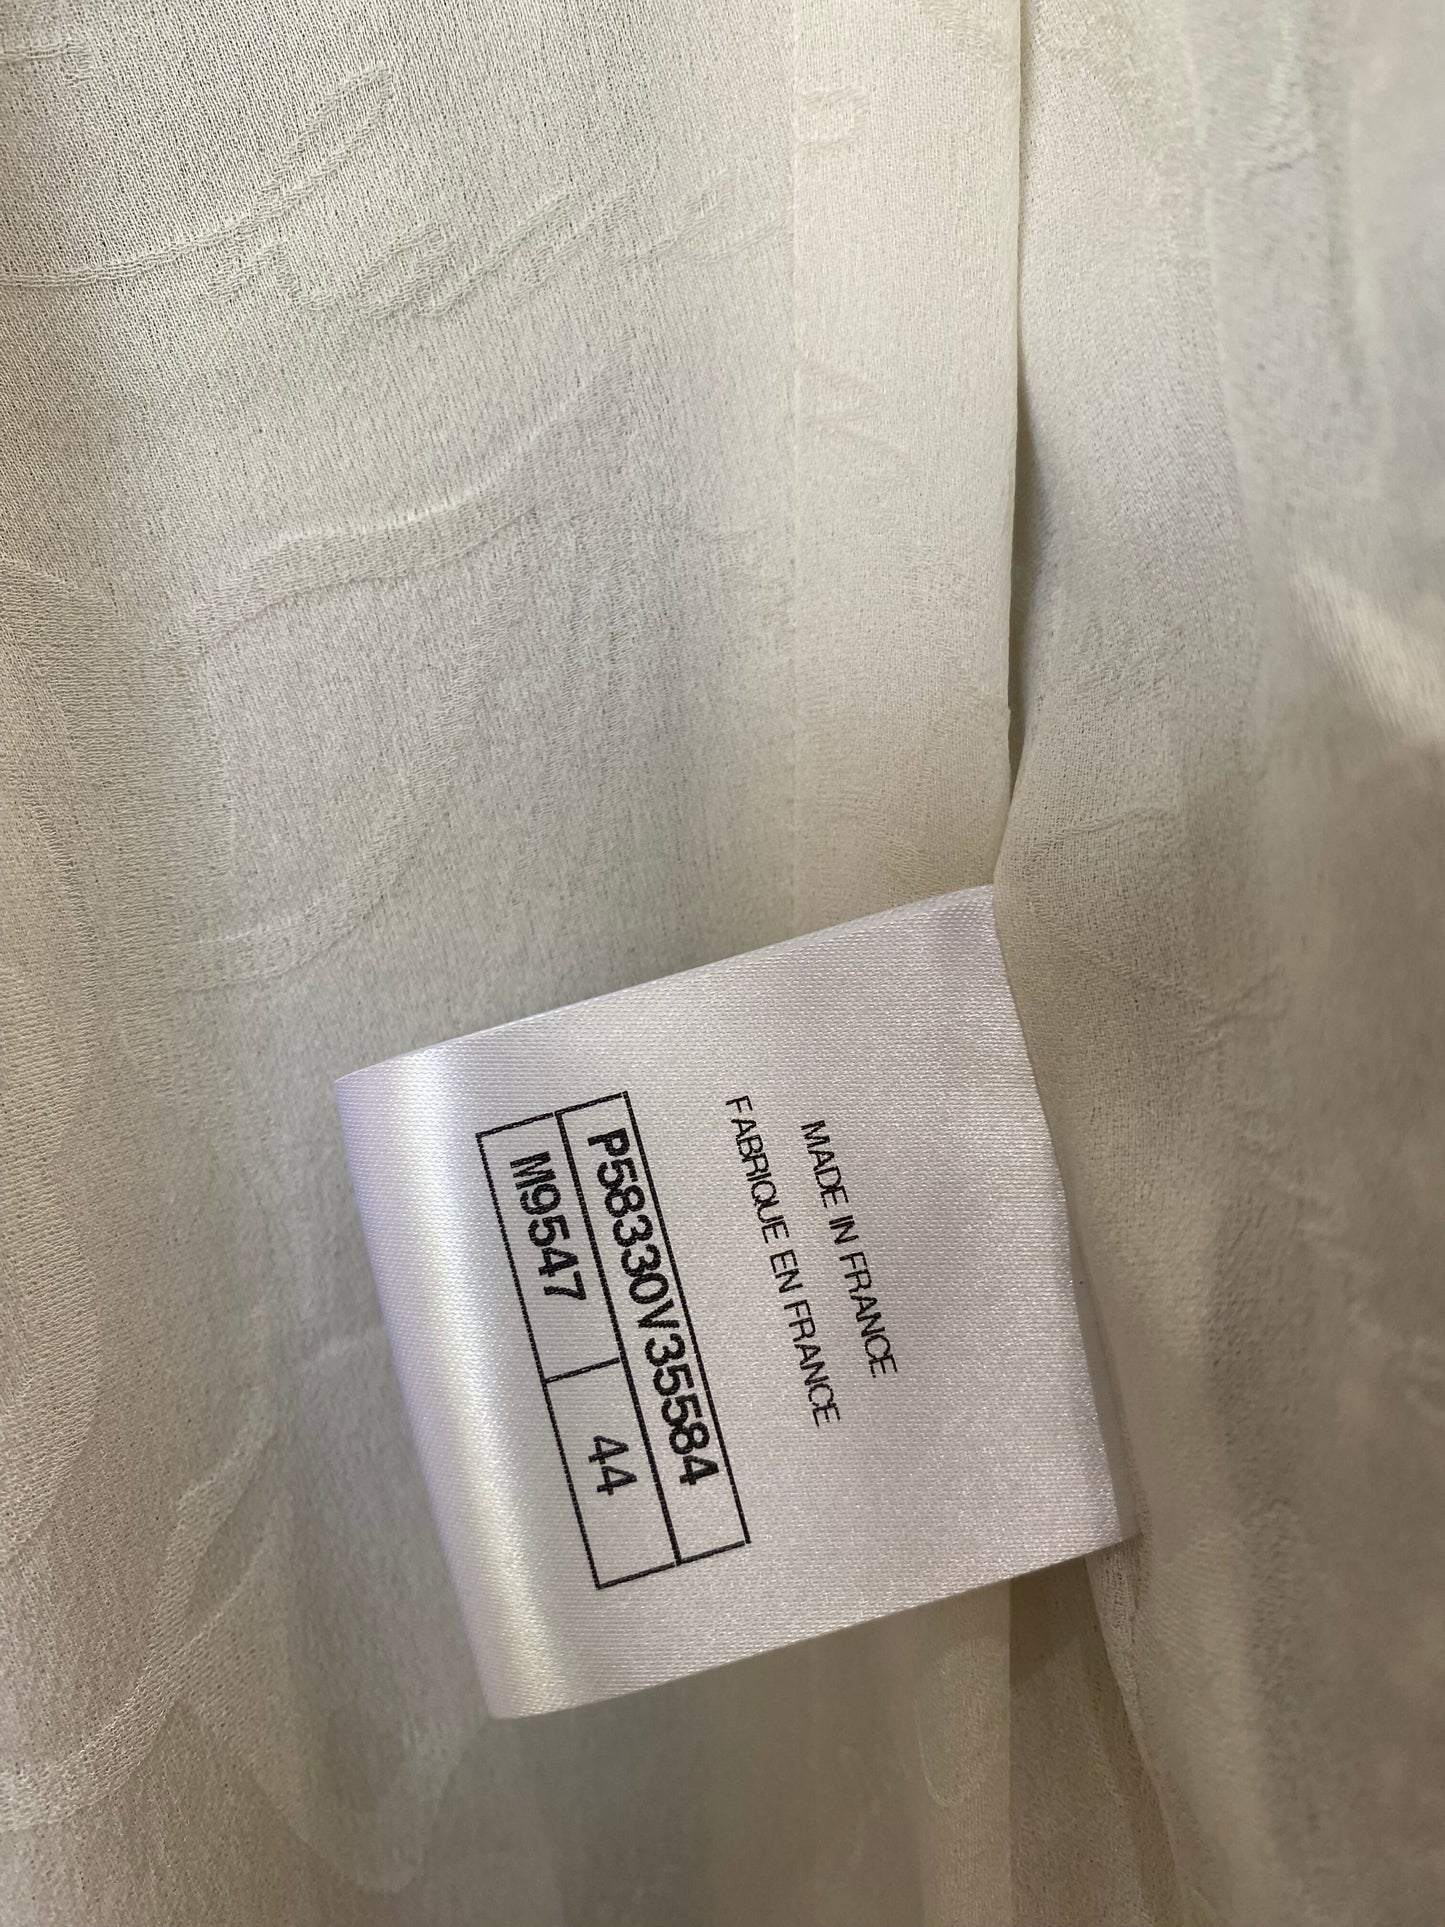 MADE IN FRANCE
FABRIQUE EN FRANCE
P58330V35584
M9547 44